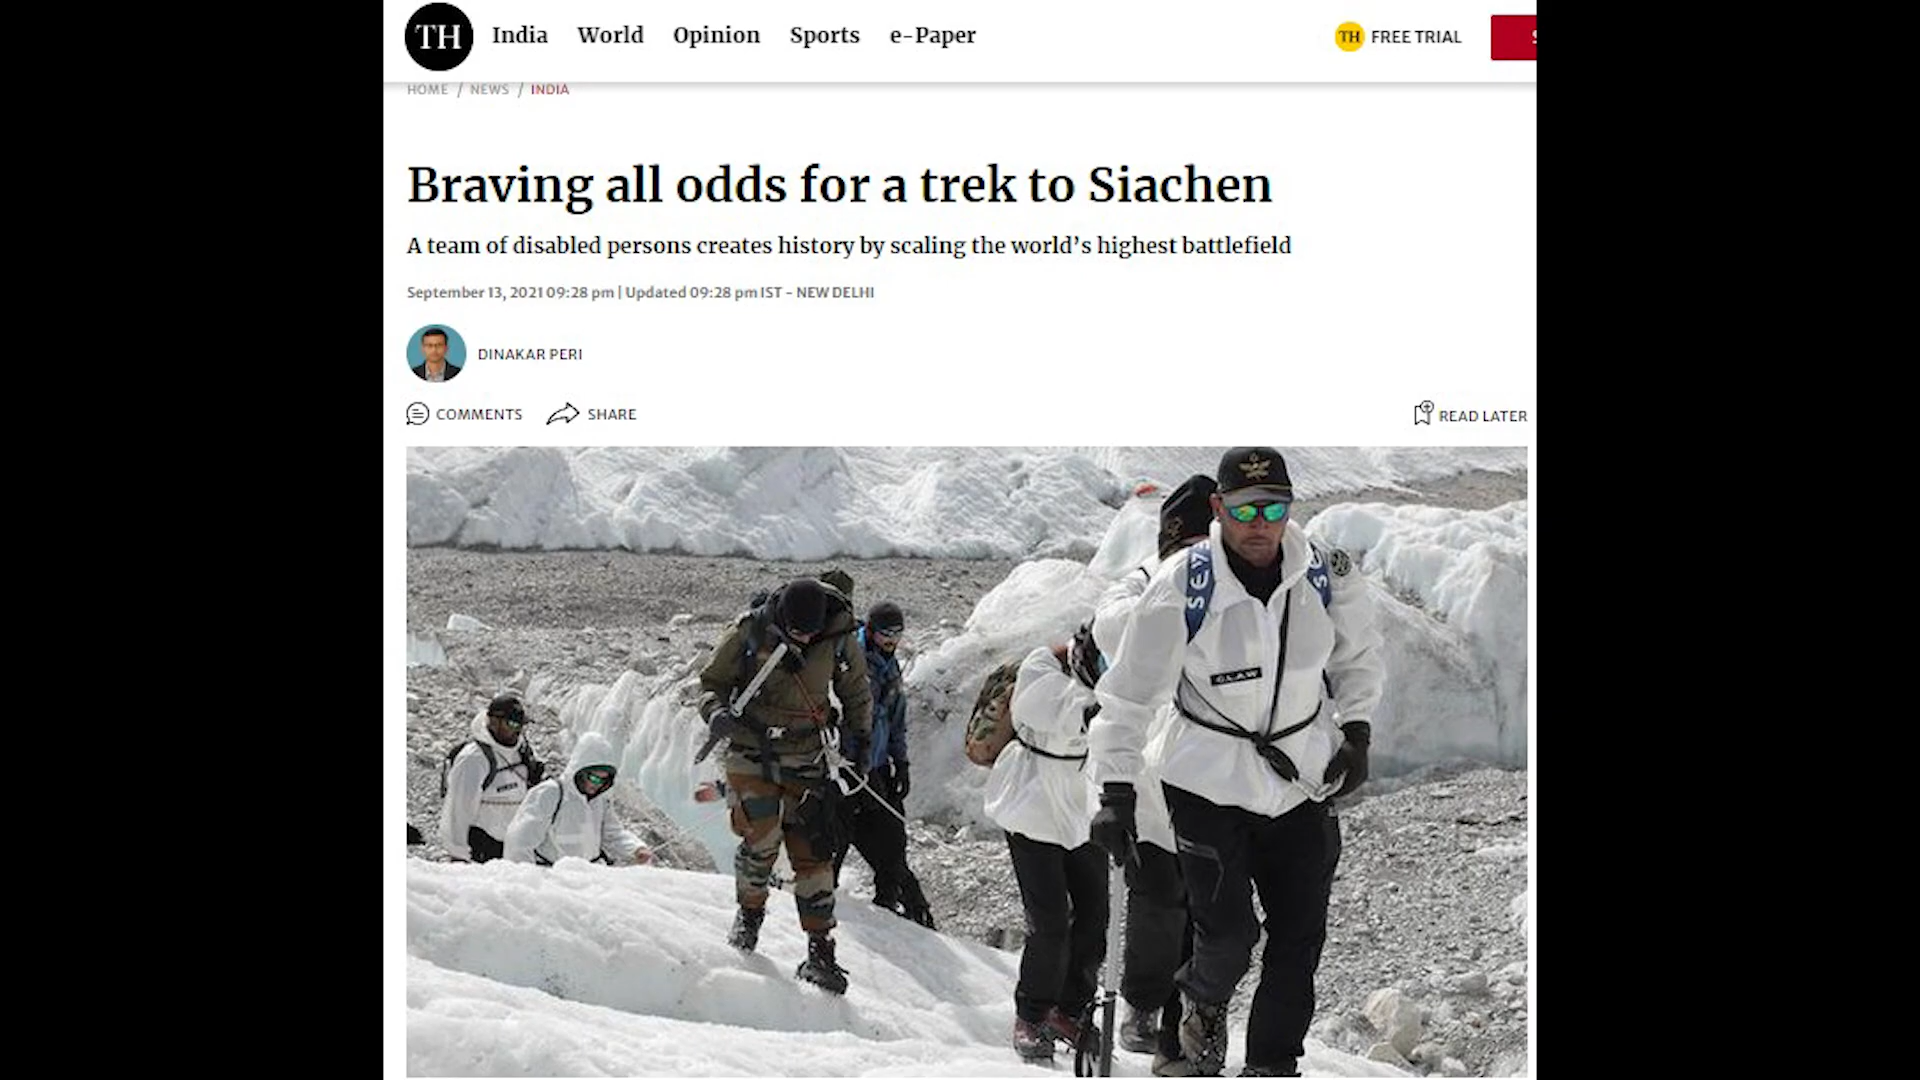 TH India World Opinion Sports e-Paper TH FREE TRIAL S
HOME / NEWS / INDIA
Braving all odds for a trek to Siachen
A team of disabled persons creates history by scaling the world’s highest battlefield
September 13, 2021 09:28 pm | Updated 09:28 pm IST - NEW DELHI
DINAKAR PERI
COMMENTS SHARE READ LATER
CLAW